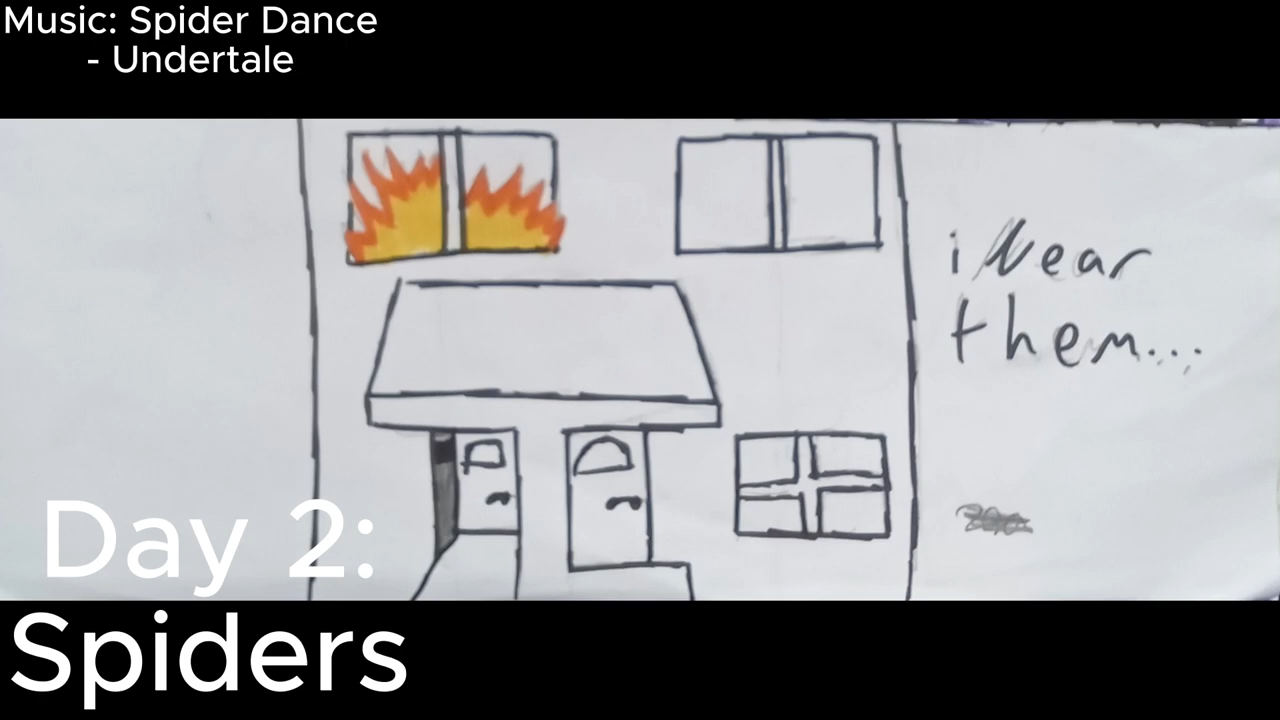 Music: Spider Dance
- Undertale
i hear
them...
Day 2:
Spiders